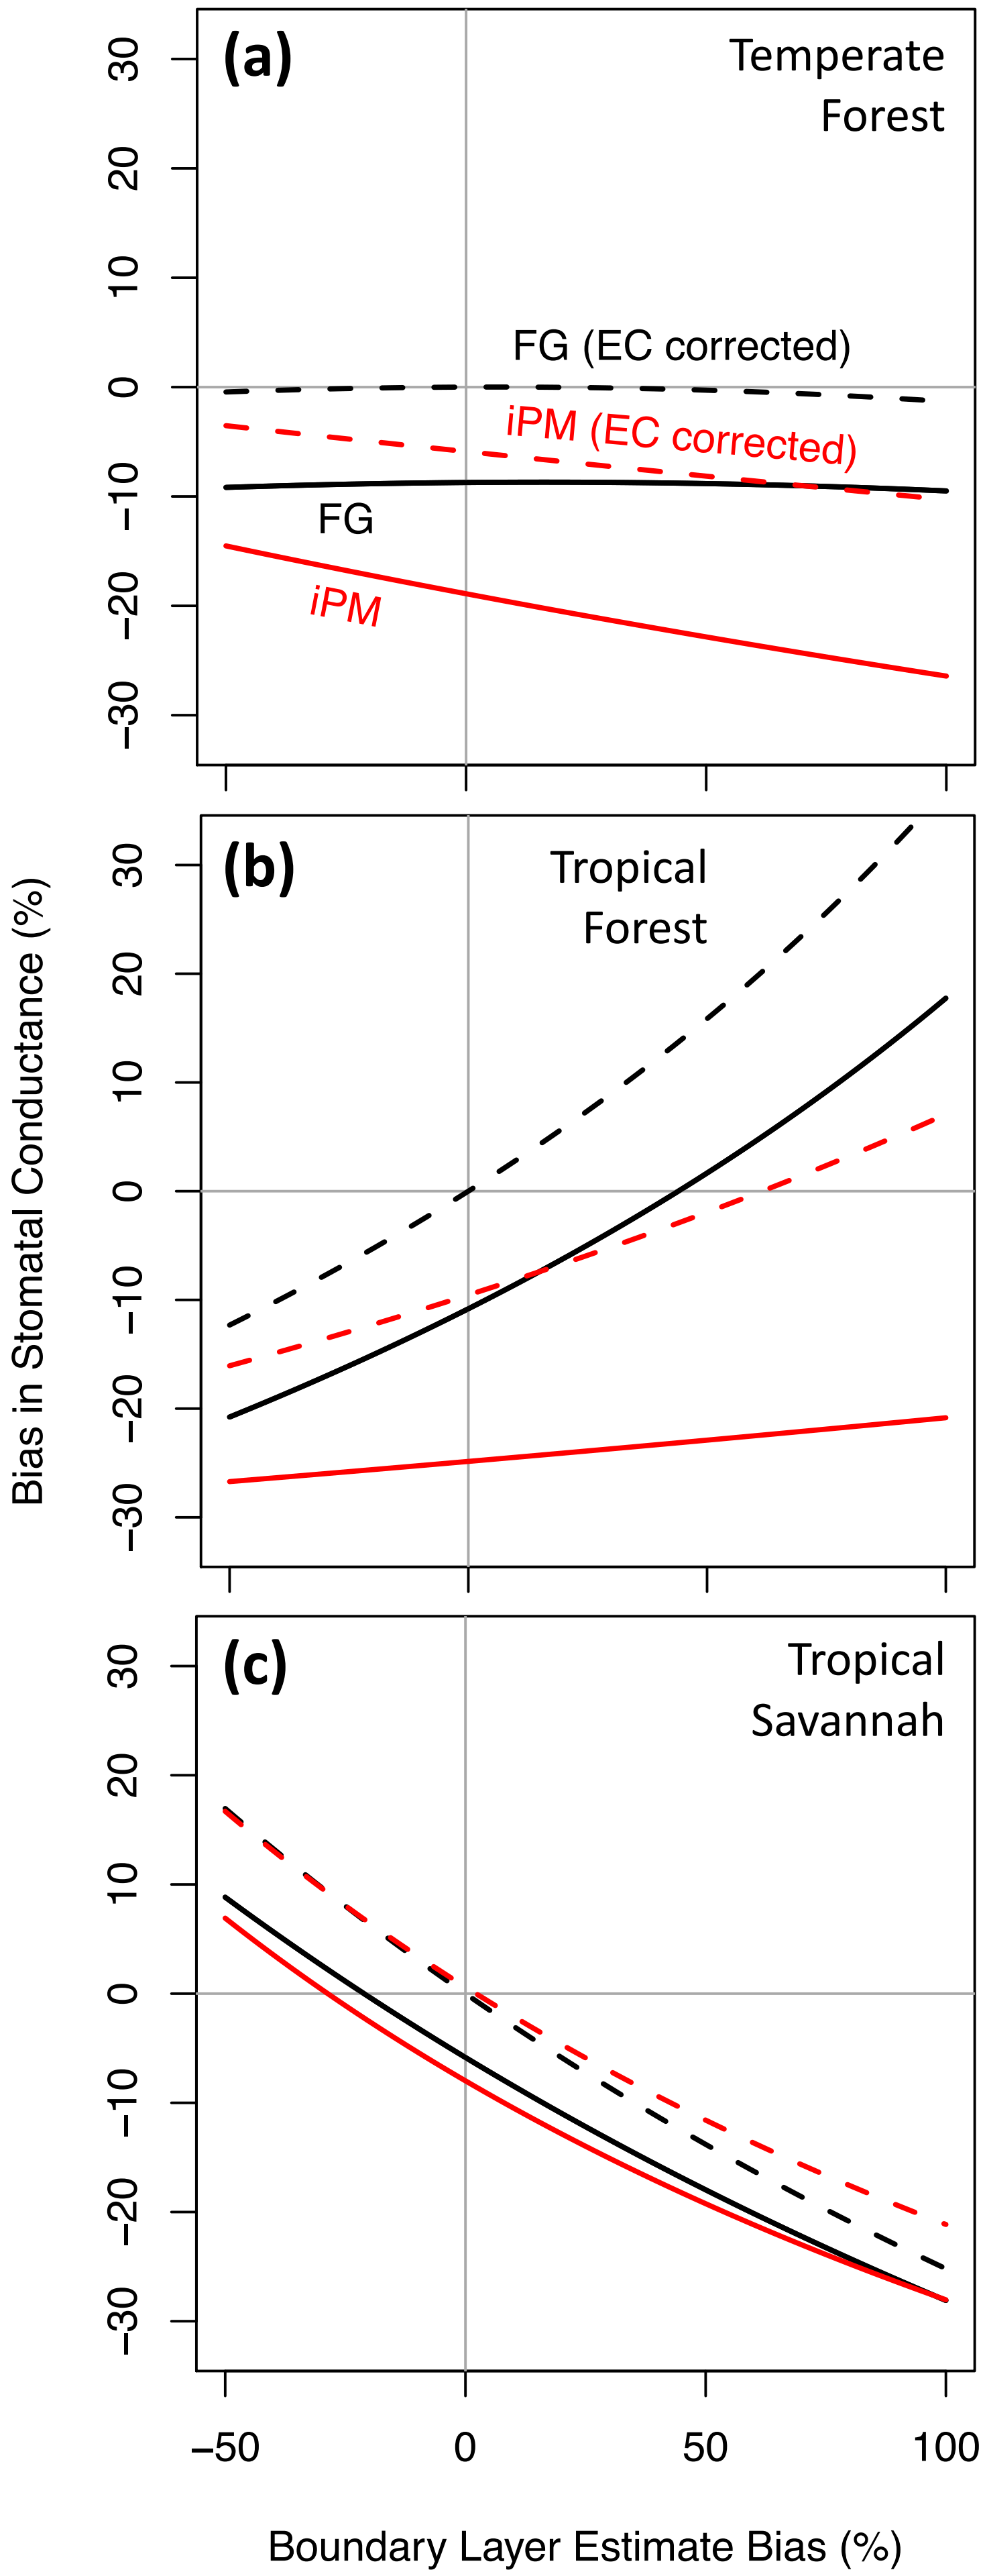 (a)
Temperate
Forest
30
20
10
0
−10
−20
−30
FG (EC corrected)
iPM (EC corrected)
FG
iPM
(b)
Tropical
Forest
30
20
10
0
−10
−20
−30
Bias in Stomatal Conductance (%)
(c)
Tropical
Savannah
30
20
10
0
−10
−20
−30
−50 0 50 100
Boundary Layer Estimate Bias (%)